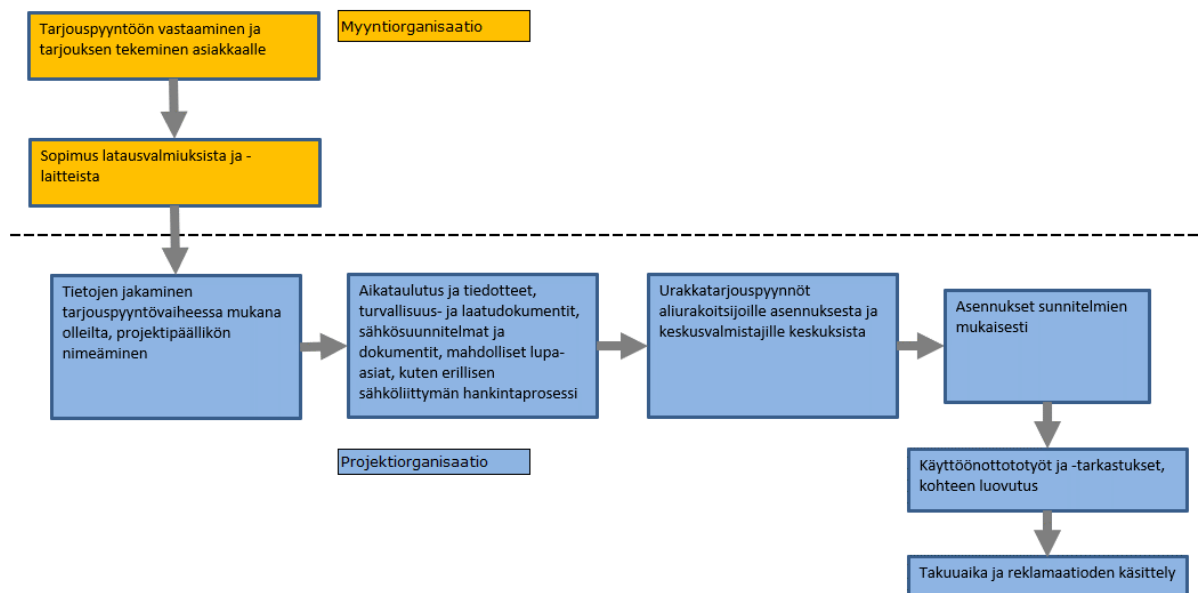 Tarjouspyyntöön vastaaminen ja
tarjouksen tekeminen asiakkaalle
Myyntiorganisaatio
Sopimus latausvalmiuksista ja -
laitteista
Tietojen jakaminen
tarjouspyyntövaiheessa mukana
olleilta, projektipäällikön
nimeäminen
Aikataulutus ja tiedotteet,
turvallisuus- ja laatudokumentit,
sähkösuunnitelmat ja
dokumentit, mahdolliset lupa-
asiat, kuten erillisen
sähköliittymän hankintaprosessi
Urakkatarjouspyynnöt
aliurakoitsijoille asennuksesta ja
keskusvalmistajille keskuksista
Asennukset sunnitelmien
mukaisesti
Projektiorganisaatio
Käyttöönottototyöt ja -tarkastukset,
kohteen luovutus
Takuuaika ja reklamaatioden käsittely